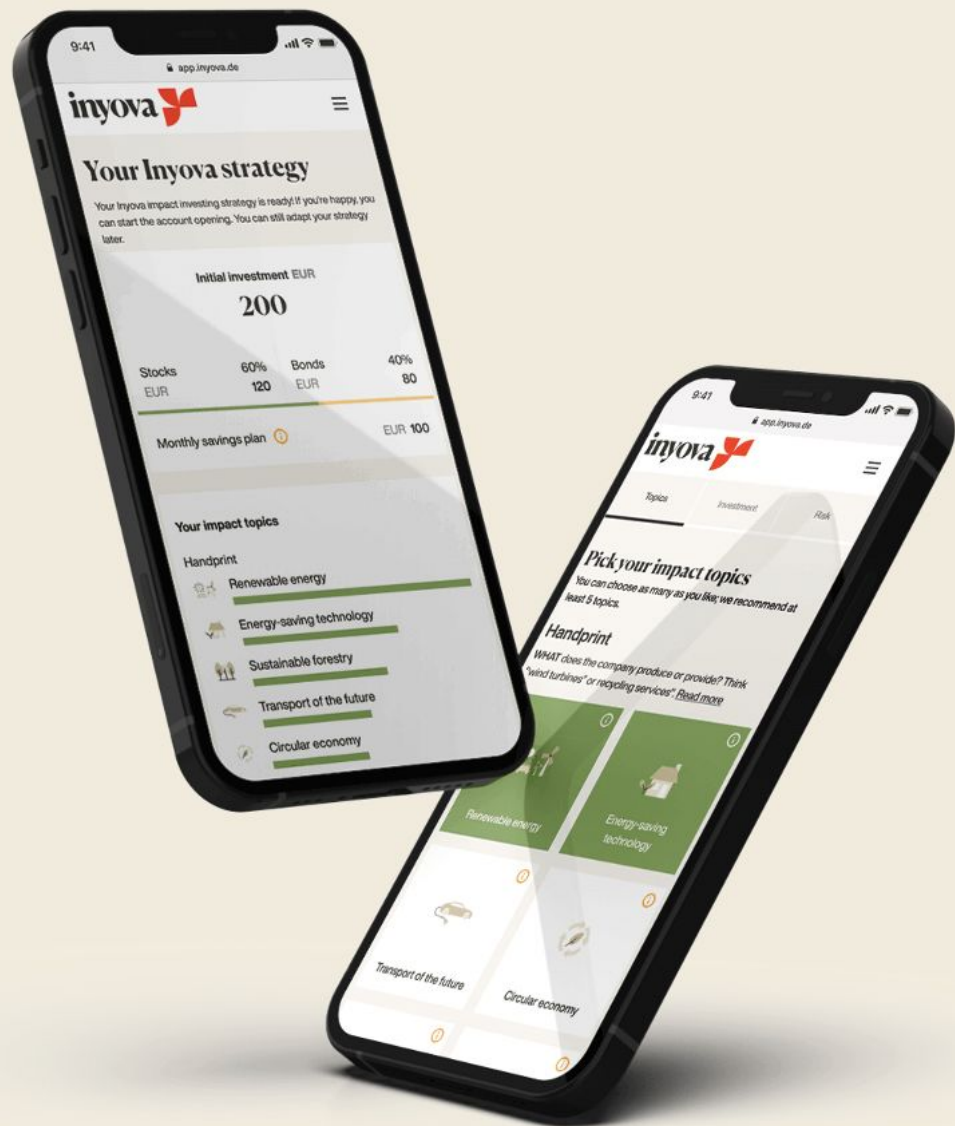 9:41
app.inyova.de
inyova
Your Inyova strategy
Your Inyova impact investing strategy is ready! If you're happy, you
can start the account opening. You can still adapt your strategy
later.
Initial investment EUR
200
Stocks 60% Bonds 40%
EUR 120 EUR 80
Monthly savings plan EUR 100
Your impact topics
Handprint
Renewable energy
Energy-saving technology
Sustainable forestry
Transport of the future
Circular economy
9:41
app.inyova.de
inyova
Topics Investment Risk
Pick your impact topics
You can choose as many as you like; we recommend at
least 5 topics.
Handprint
WHAT does the company produce or provide? Think
"wind turbines" or recycling services". Read more
Renewable energy
Energy-saving
technology
Transport of the future
Circular economy